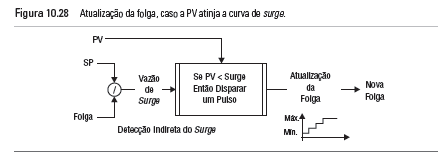 Figura 10.28 Atualização da folga, caso a PV atinja a curva de surge.
PV
SP
Folga
/
Vazão
de
Surge
Se PV < Surge
Então Disparar
um Pulso
Atualização
da
Folga
Nova
Folga
Máx.
Mín.
Detecção Indireta do Surge